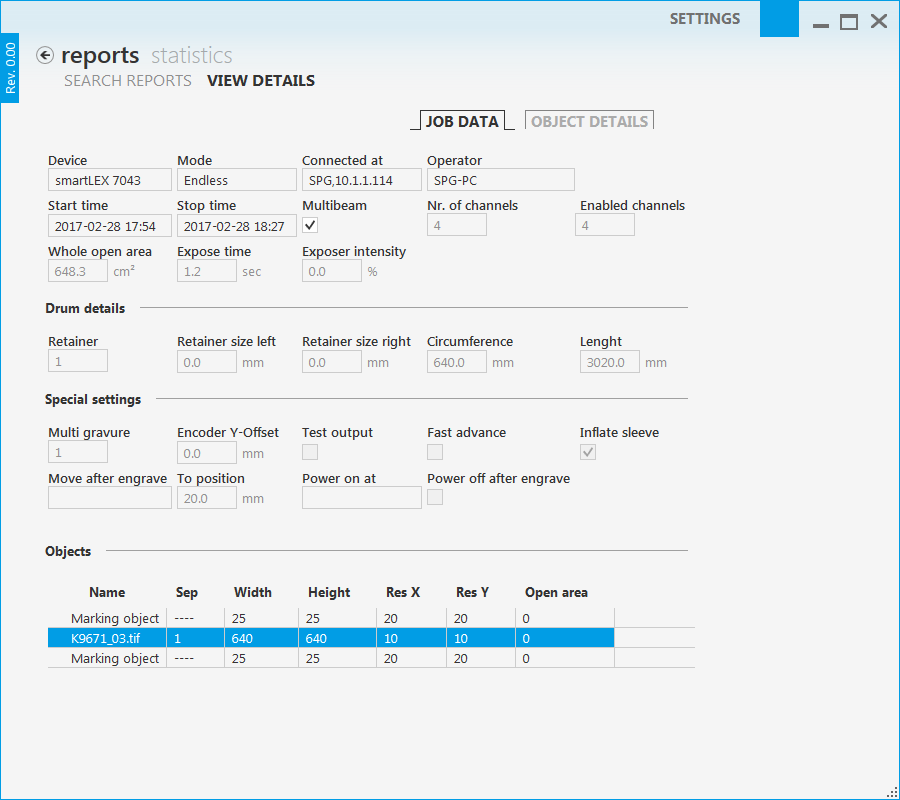 SETTINGS
Rev. 0.00
reports statistics
SEARCH REPORTS VIEW DETAILS
JOB DATA OBJECT DETAILS
Device Mode Connected at Operator
smartLEX 7043 Endless SPG,10.1.1.114 SPG-PC
Start time Stop time Multibeam Nr. of channels Enabled channels
2017-02-28 17:54 2017-02-28 18:27 4 4
Whole open area Expose time Exposer intensity
648.3 cm² 1.2 sec 0.0 %
Drum details
Retainer Retainer size left Retainer size right Circumference Lenght
1 0.0 mm 0.0 mm 640.0 mm 3020.0 mm
Special settings
Multi gravure Encoder Y-Offset Test output Fast advance Inflate sleeve
1 0.0 mm
Move after engrave To position Power on at Power off after engrave
20.0 mm
Objects
Name Sep Width Height Res X Res Y Open area
Marking object ---- 25 25 20 20 0
K9671_03.tif 1 640 640 10 10 0
Marking object ---- 25 25 20 20 0